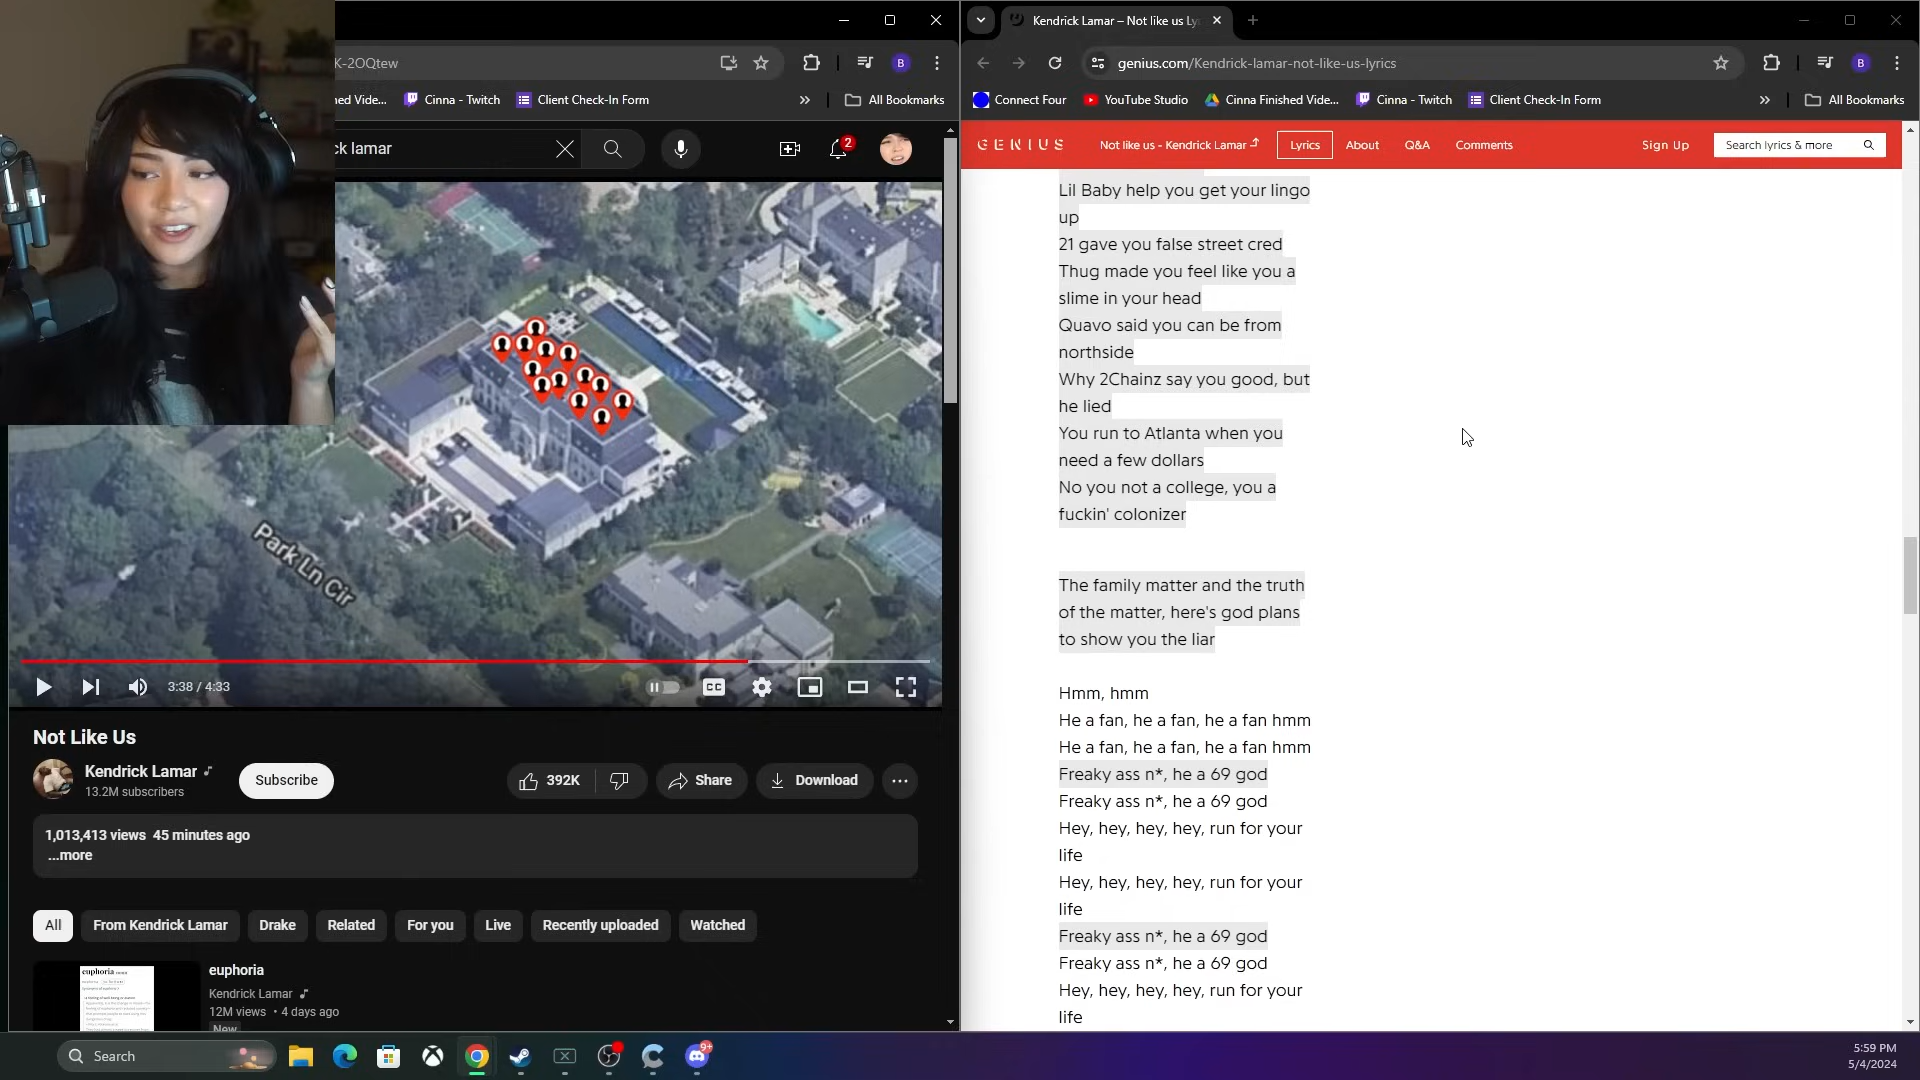 K-2OQtew
ned Vide...
Cinna - Twitch
Client Check-In Form
»
All Bookmarks
ck lamar
2
B
Park Ln Cir
3:38 / 4:33
CC
Not Like Us
Kendrick Lamar
13.2M subscribers
Subscribe
392K
Share
Download
1,013,413 views 45 minutes ago
...more
All
From Kendrick Lamar
Drake
Related
For you
Live
Recently uploaded
Watched
euphoria noun
euphoria
Kendrick Lamar
12M views • 4 days ago
New
Kendrick Lamar – Not like us Ly
genius.com/Kendrick-lamar-not-like-us-lyrics
B
Connect Four
YouTube Studio
Cinna Finished Vide...
Cinna - Twitch
Client Check-In Form
»
All Bookmarks
GENIUS
Not like us - Kendrick Lamar
Lyrics
About
Q&A
Comments
Sign Up
Search lyrics & more
Lil Baby help you get your lingo
up
21 gave you false street cred
Thug made you feel like you a
slime in your head
Quavo said you can be from
northside
Why 2Chainz say you good, but
he lied
You run to Atlanta when you
need a few dollars
No you not a college, you a
fuckin' colonizer
The family matter and the truth
of the matter, here's god plans
to show you the liar
Hmm, hmm
He a fan, he a fan, he a fan hmm
He a fan, he a fan, he a fan hmm
Freaky ass n*, he a 69 god
Freaky ass n*, he a 69 god
Hey, hey, hey, hey, run for your
life
Hey, hey, hey, hey, run for your
life
Freaky ass n*, he a 69 god
Freaky ass n*, he a 69 god
Hey, hey, hey, hey, run for your
life
Search
9+
5:59 PM
5/4/2024